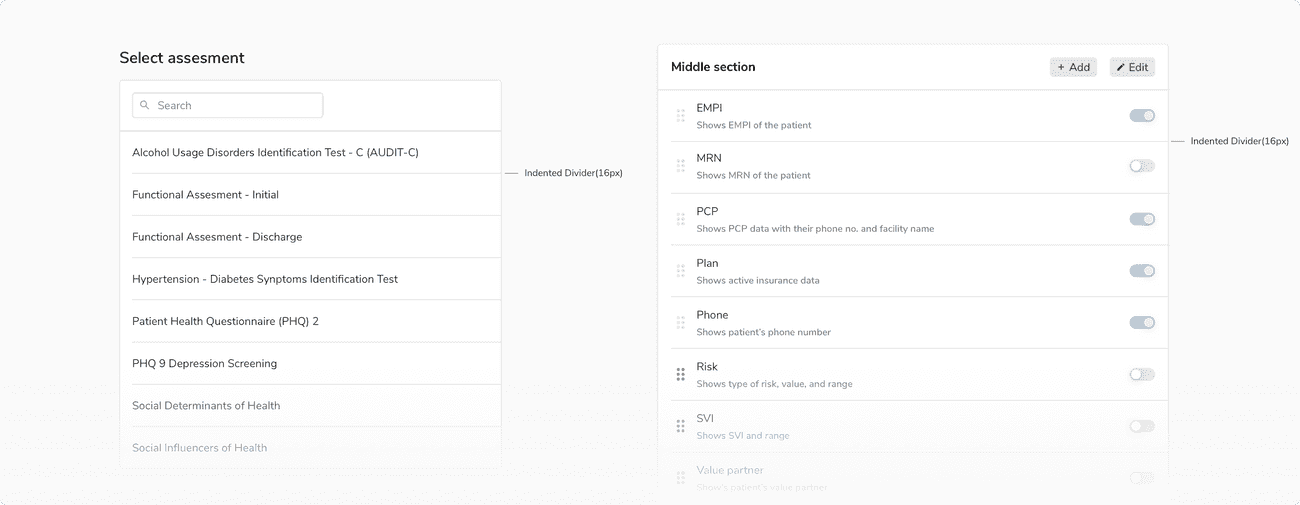 Select assesment
Search
Alcohol Usage Disorders Identification Test - C (AUDIT-C)
Functional Assesment - Initial
Functional Assesment - Discharge
Hypertension - Diabetes Symptoms Identification Test
Patient Health Questionnaire (PHQ) 2
PHQ 9 Depression Screening
Social Determinants of Health
Social Influencers of Health
Indented Divider(16px)
Middle section
+ Add
Edit
EMPI
Shows EMPI of the patient
MRN
Shows MRN of the patient
PCP
Shows PCP data with their phone no. and facility name
Plan
Shows active insurance data
Phone
Shows patient's phone number
Risk
Shows type of risk, value, and range
SVI
Shows SVI and range
Value partner
Show's patient's value partner
Indented Divider(16px)